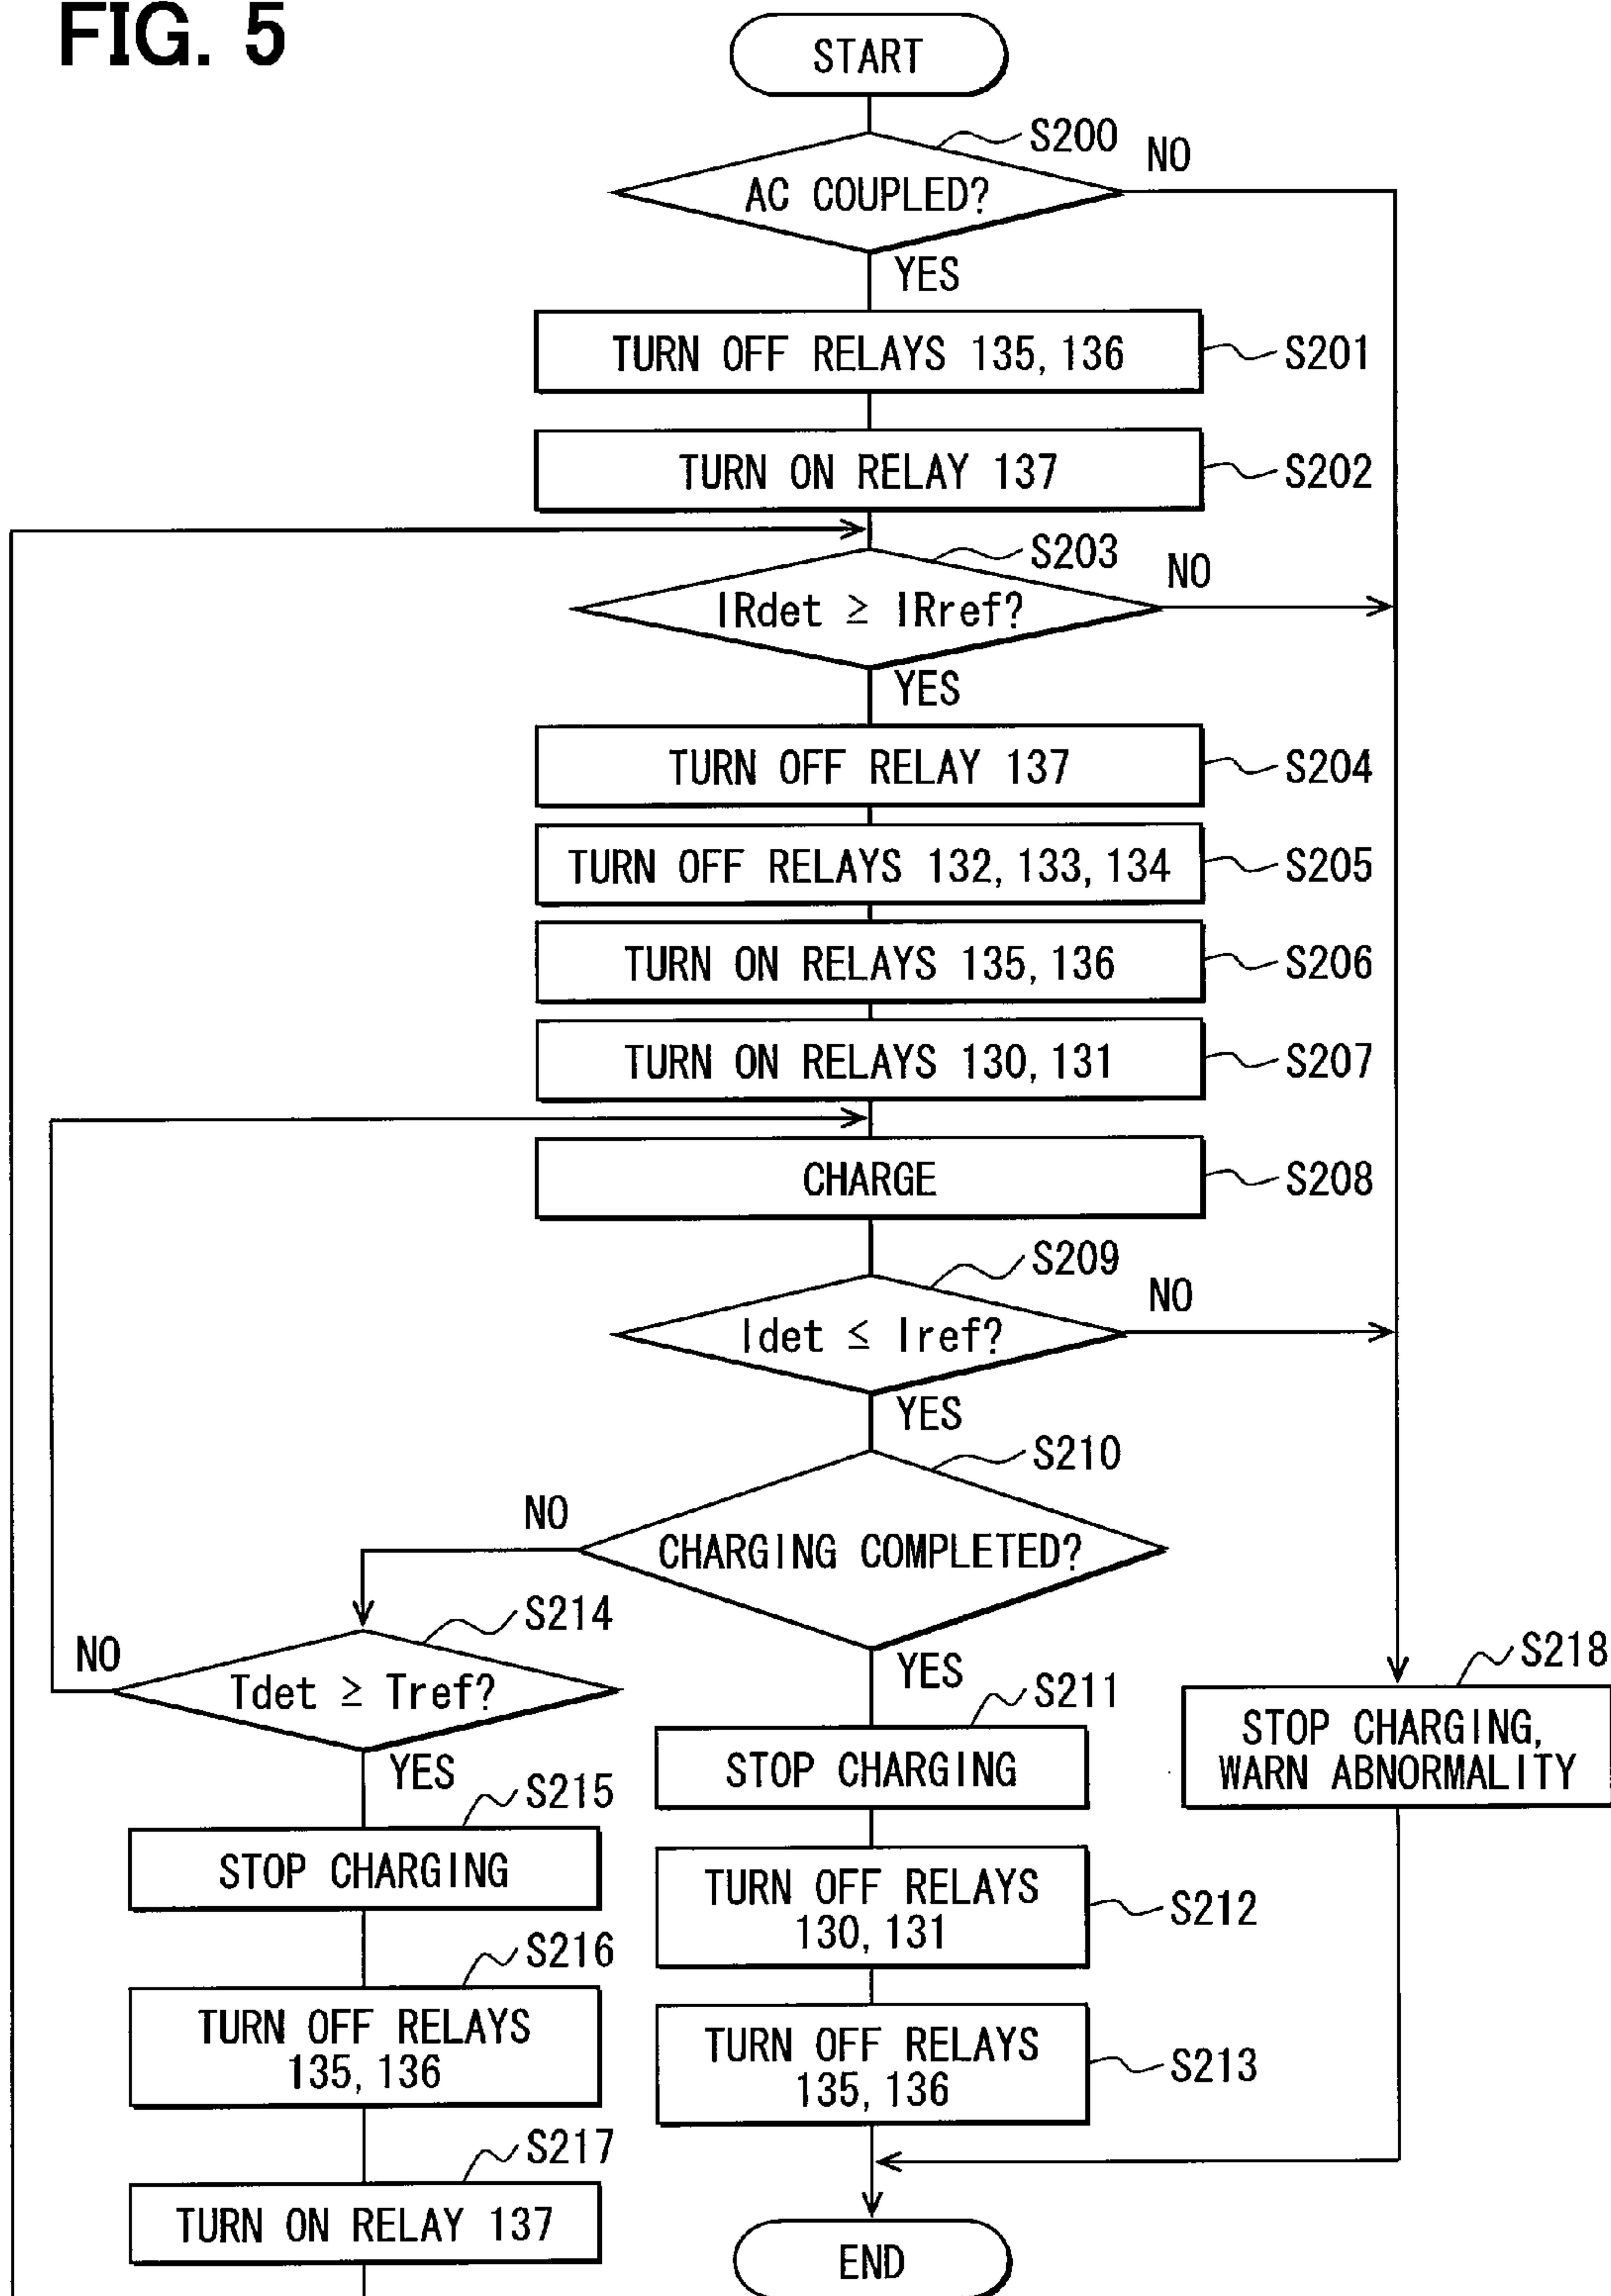 FIG. 5
START
S200
AC COUPLED?
NO
YES
TURN OFF RELAYS 135, 136
S201
TURN ON RELAY 137
S202
S203
IRdet ≥ IRref?
NO
YES
TURN OFF RELAY 137
S204
TURN OFF RELAYS 132, 133, 134
S205
TURN ON RELAYS 135, 136
S206
TURN ON RELAYS 130, 131
S207
CHARGE
S208
S209
Idet ≤ Iref?
NO
YES
S210
CHARGING COMPLETED?
NO
YES
S214
Tdet ≥ Tref?
NO
YES
S211
STOP CHARGING
S218
STOP CHARGING,
WARN ABNORMALITY
S215
STOP CHARGING
TURN OFF RELAYS
130, 131
S212
S216
TURN OFF RELAYS
135, 136
TURN OFF RELAYS
135, 136
S213
S217
TURN ON RELAY 137
END